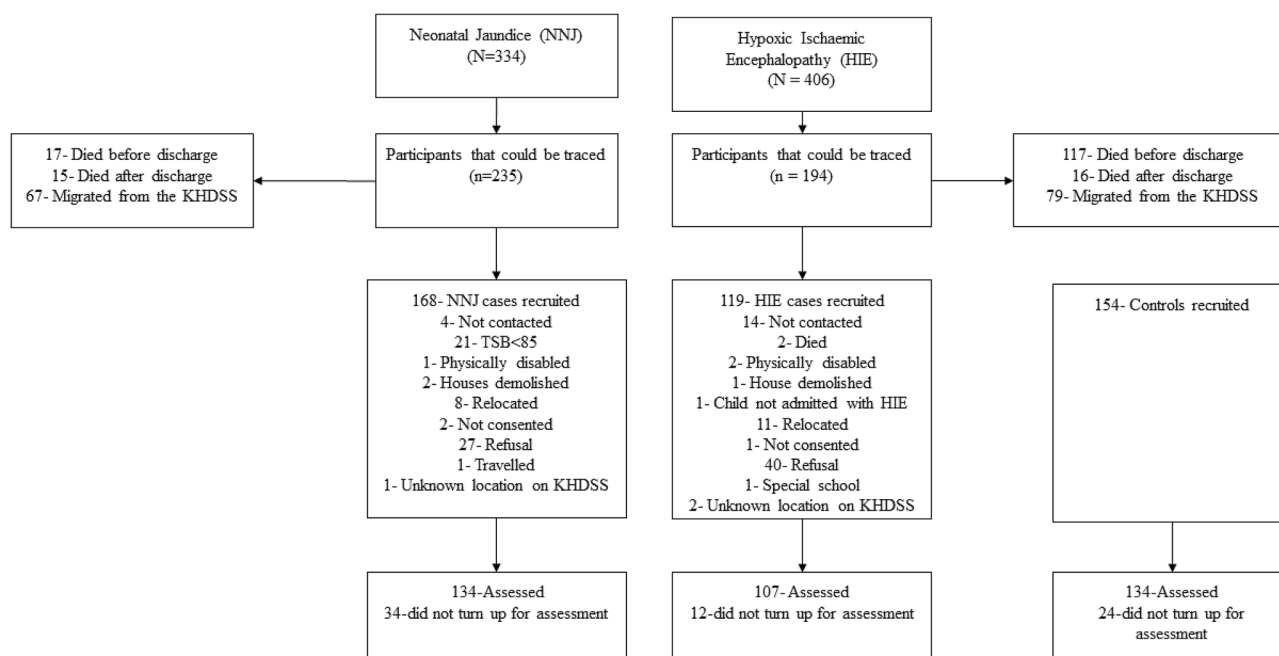 Neonatal Jaundice (NNJ)
(N=334)
Hypoxic Ischaemic
Encephalopathy (HIE)
(N = 406)
17- Died before discharge
15- Died after discharge
67- Migrated from the KHDSS
Participants that could be traced
(n=235)
Participants that could be traced
(n = 194)
117- Died before discharge
16- Died after discharge
79- Migrated from the KHDSS
168- NNJ cases recruited
4- Not contacted
21- TSB<85
1- Physically disabled
2- Houses demolished
8- Relocated
2- Not consented
27- Refusal
1- Travelled
1- Unknown location on KHDSS
119- HIE cases recruited
14- Not contacted
2- Died
2- Physically disabled
1- House demolished
1- Child not admitted with HIE
11- Relocated
1- Not consented
40- Refusal
1- Special school
2- Unknown location on KHDSS
154- Controls recruited
134-Assessed
34-did not turn up for assessment
107- Assessed
12-did not turn up for assessment
134-Assessed
24-did not turn up for
assessment